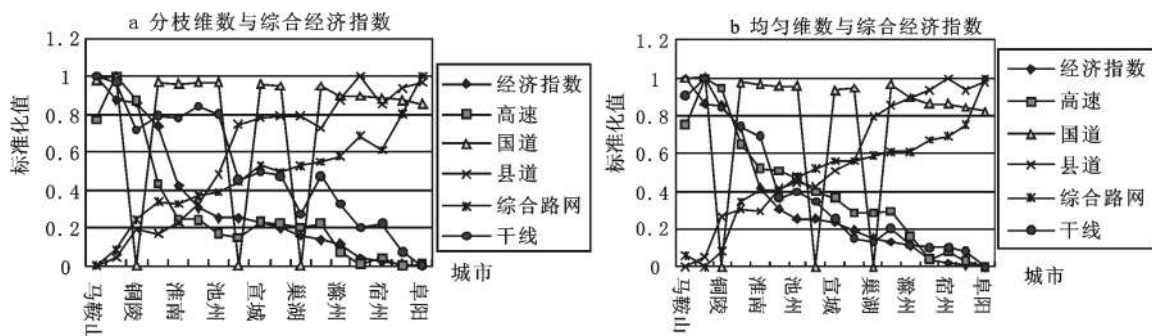 a 分枝维数与综合经济指数
1.2
1
0.8
0.6
0.4
0.2
0
标准化值
马鞍山
铜陵
淮南
池州
宣城
巢湖
滁州
宿州
阜阳
城市
经济指数
高速
国道
县道
综合路网
干线
b 均匀维数与综合经济指数
1.2
1
0.8
0.6
0.4
0.2
0
标准化值
马鞍山
铜陵
淮南
池州
宣城
巢湖
滁州
宿州
阜阳
城市
经济指数
高速
国道
县道
综合路网
干线